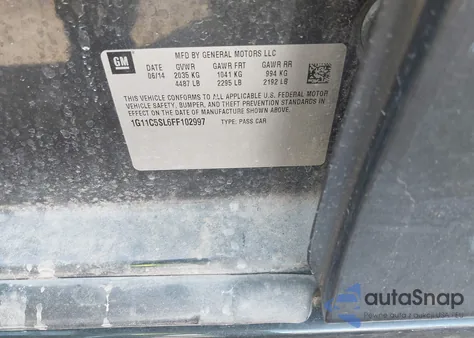 GM
MFD BY GENERAL MOTORS LLC
DATE GVWR GAWR FRT GAWR RR
06/14 2035 KG 1041 KG 994 KG
4487 LB 2295 LB 2192 LB
THIS VEHICLE CONFORMS TO ALL APPLICABLE U.S. FEDERAL MOTOR
VEHICLE SAFETY, BUMPER, AND THEFT PREVENTION STANDARDS IN
EFFECT ON THE DATE OF MANUFACTURE SHOWN ABOVE.
1G11C5SL6FF102997
TYPE: PASS CAR
autaSnap